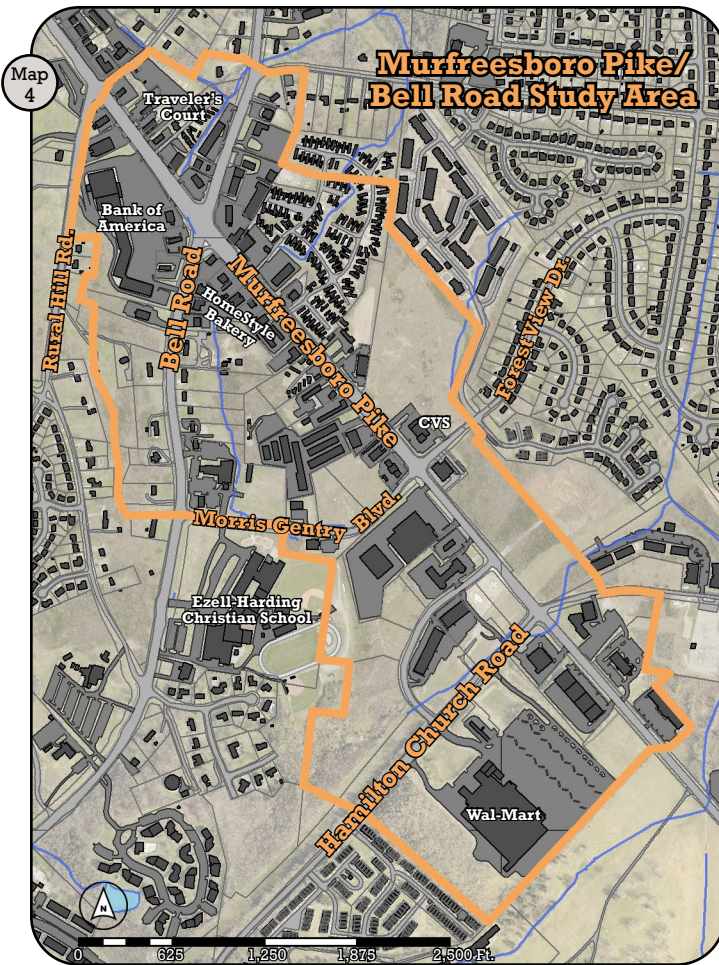 Map
4
Murfreesboro Pike/
Bell Road Study Area
Traveler's
Court
Bank of
America
Rural Hill Rd.
Bell Road
Murfreesboro Pike
HomeStyle
Bakery
Forestview Dr.
CVS
Morris Gentry Blvd.
Ezell-Harding
Christian School
Hamilton Church Road
Wal-Mart
N
0 625 1,250 1,875 2,500 Ft.